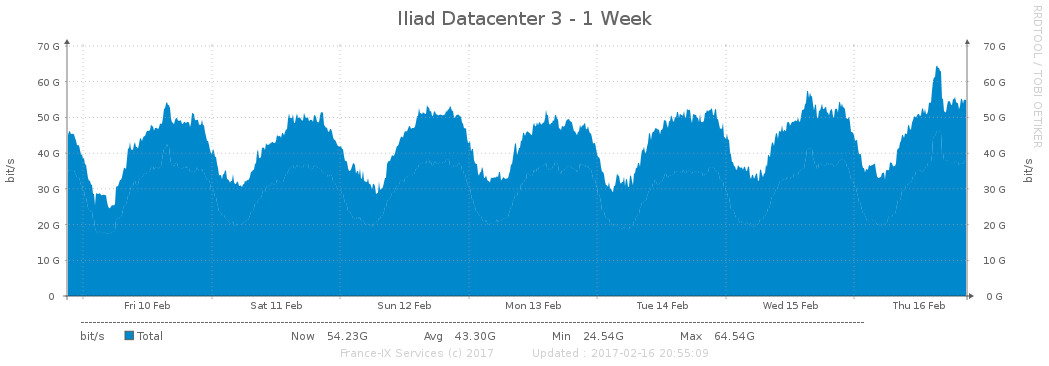 Iliad Datacenter 3 - 1 Week
RRDTOOL / TOBI OETIKER
70 G 70 G
60 G 60 G
50 G 50 G
40 G 40 G
30 G 30 G
20 G 20 G
10 G 10 G
0 0 G
bit/s
bit/s
Fri 10 Feb Sat 11 Feb Sun 12 Feb Mon 13 Feb Tue 14 Feb Wed 15 Feb Thu 16 Feb
bit/s Total Now 54.23G Avg 43.30G Min 24.54G Max 64.54G
France-IX Services (c) 2017 Updated : 2017-02-16 20:55:09